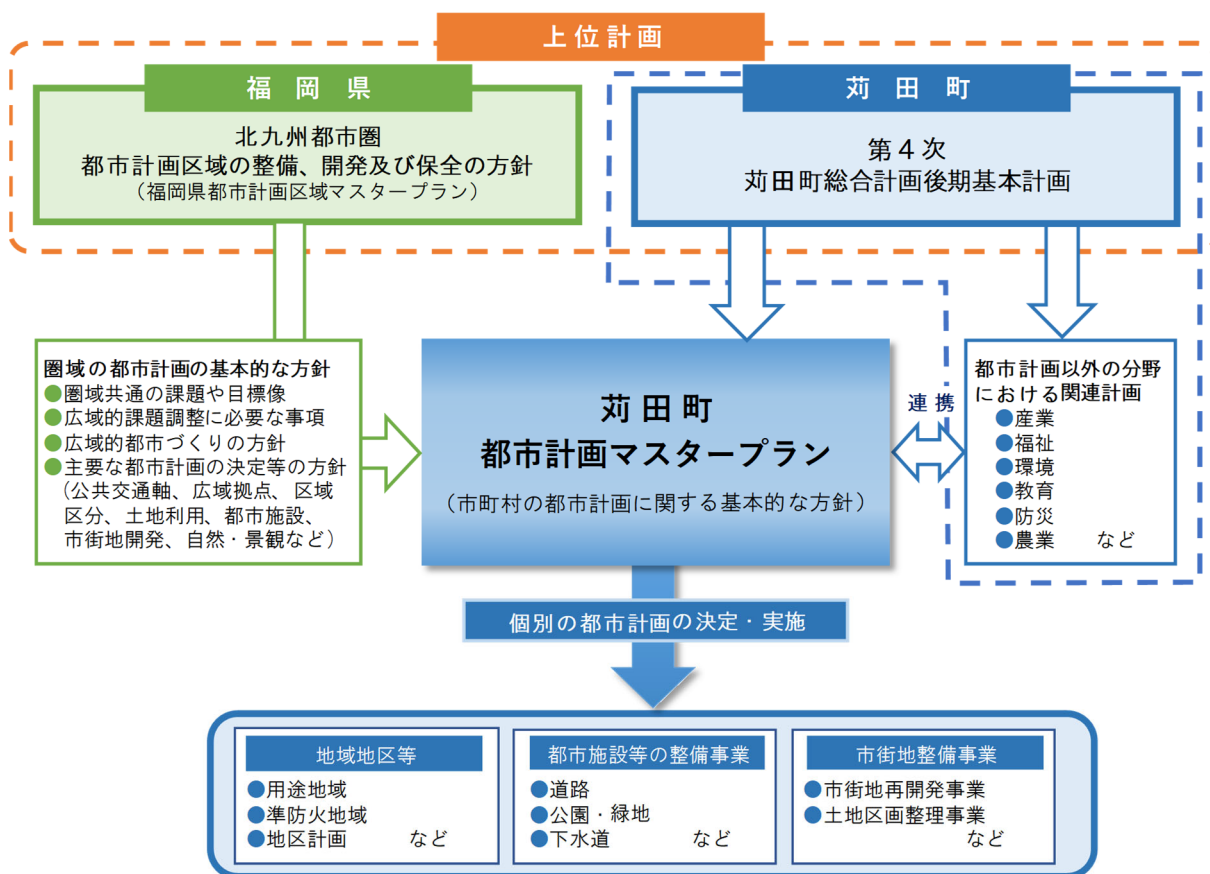 上位計画
福岡県
北九州都市圏
都市計画区域の整備、開発及び保全の方針
（福岡県都市計画区域マスタープラン）
苅田町
第４次
苅田町総合計画後期基本計画
圏域の都市計画の基本的な方針
●圏域共通の課題や目標像
●広域的課題調整に必要な事項
●広域的都市づくりの方針
●主要な都市計画の決定等の方針
（公共交通軸、広域拠点、区域
区分、土地利用、都市施設、
市街地開発、自然・景観など）
苅田町
都市計画マスタープラン
（市町村の都市計画に関する基本的な方針）
連携
都市計画以外の分野
における関連計画
●産業
●福祉
●環境
●教育
●防災
●農業　など
個別の都市計画の決定・実施
地域地区等
●用途地域
●準防火地域
●地区計画　など
都市施設等の整備事業
●道路
●公園・緑地
●下水道　など
市街地整備事業
●市街地再開発事業
●土地区画整理事業
など